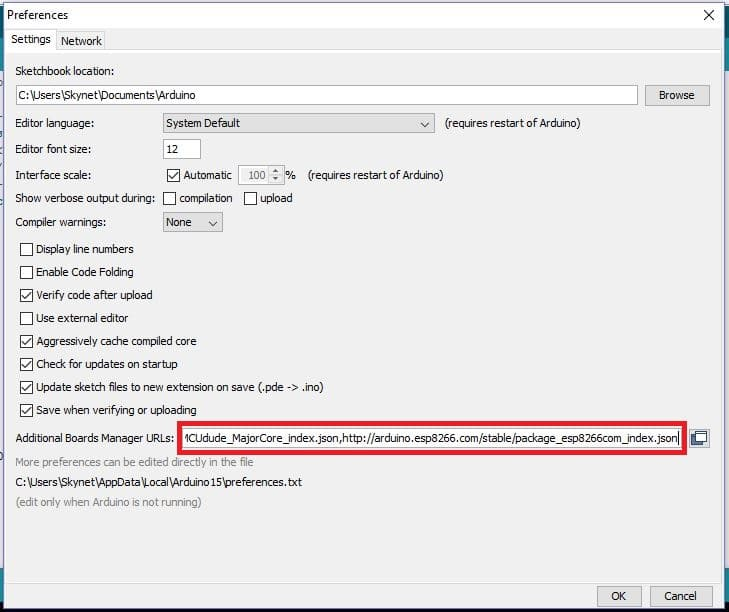 Preferences
Settings Network
Sketchbook location:
C:\Users\Skynet\Documents\Arduino Browse
Editor language: System Default (requires restart of Arduino)
Editor font size: 12
Interface scale: Automatic 100 % (requires restart of Arduino)
Show verbose output during: compilation upload
Compiler warnings: None
Display line numbers
Enable Code Folding
Verify code after upload
Use external editor
Aggressively cache compiled core
Check for updates on startup
Update sketch files to new extension on save (.pde -> .ino)
Save when verifying or uploading
Additional Boards Manager URLs: MCUdude_MajorCore_index.json,http://arduino.esp8266.com/stable/package_esp8266com_index.json
More preferences can be edited directly in the file
C:\Users\Skynet\AppData\Local\Arduino15\preferences.txt
(edit only when Arduino is not running)
OK Cancel